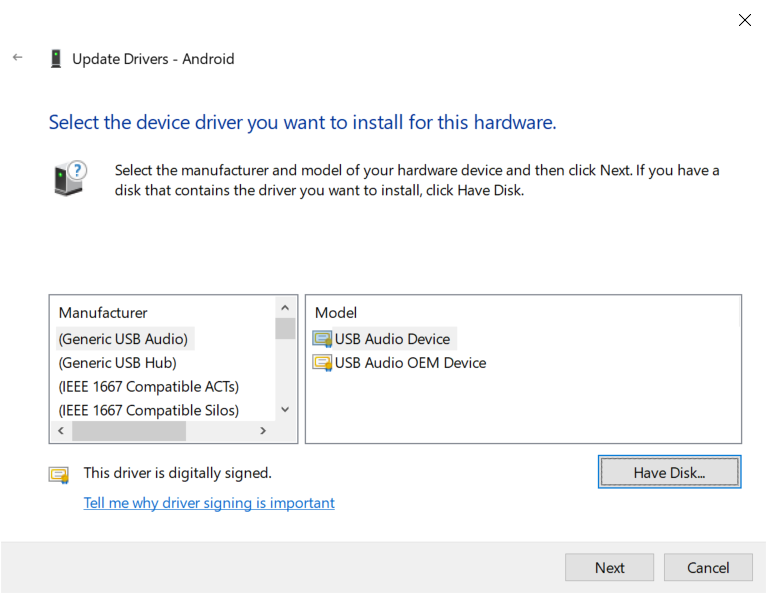 Update Drivers - Android
Select the device driver you want to install for this hardware.
Select the manufacturer and model of your hardware device and then click Next. If you have a
disk that contains the driver you want to install, click Have Disk.
Manufacturer
(Generic USB Audio)
(Generic USB Hub)
(IEEE 1667 Compatible ACTs)
(IEEE 1667 Compatible Silos)
Model
USB Audio Device
USB Audio OEM Device
This driver is digitally signed.
Have Disk...
Tell me why driver signing is important
Next
Cancel